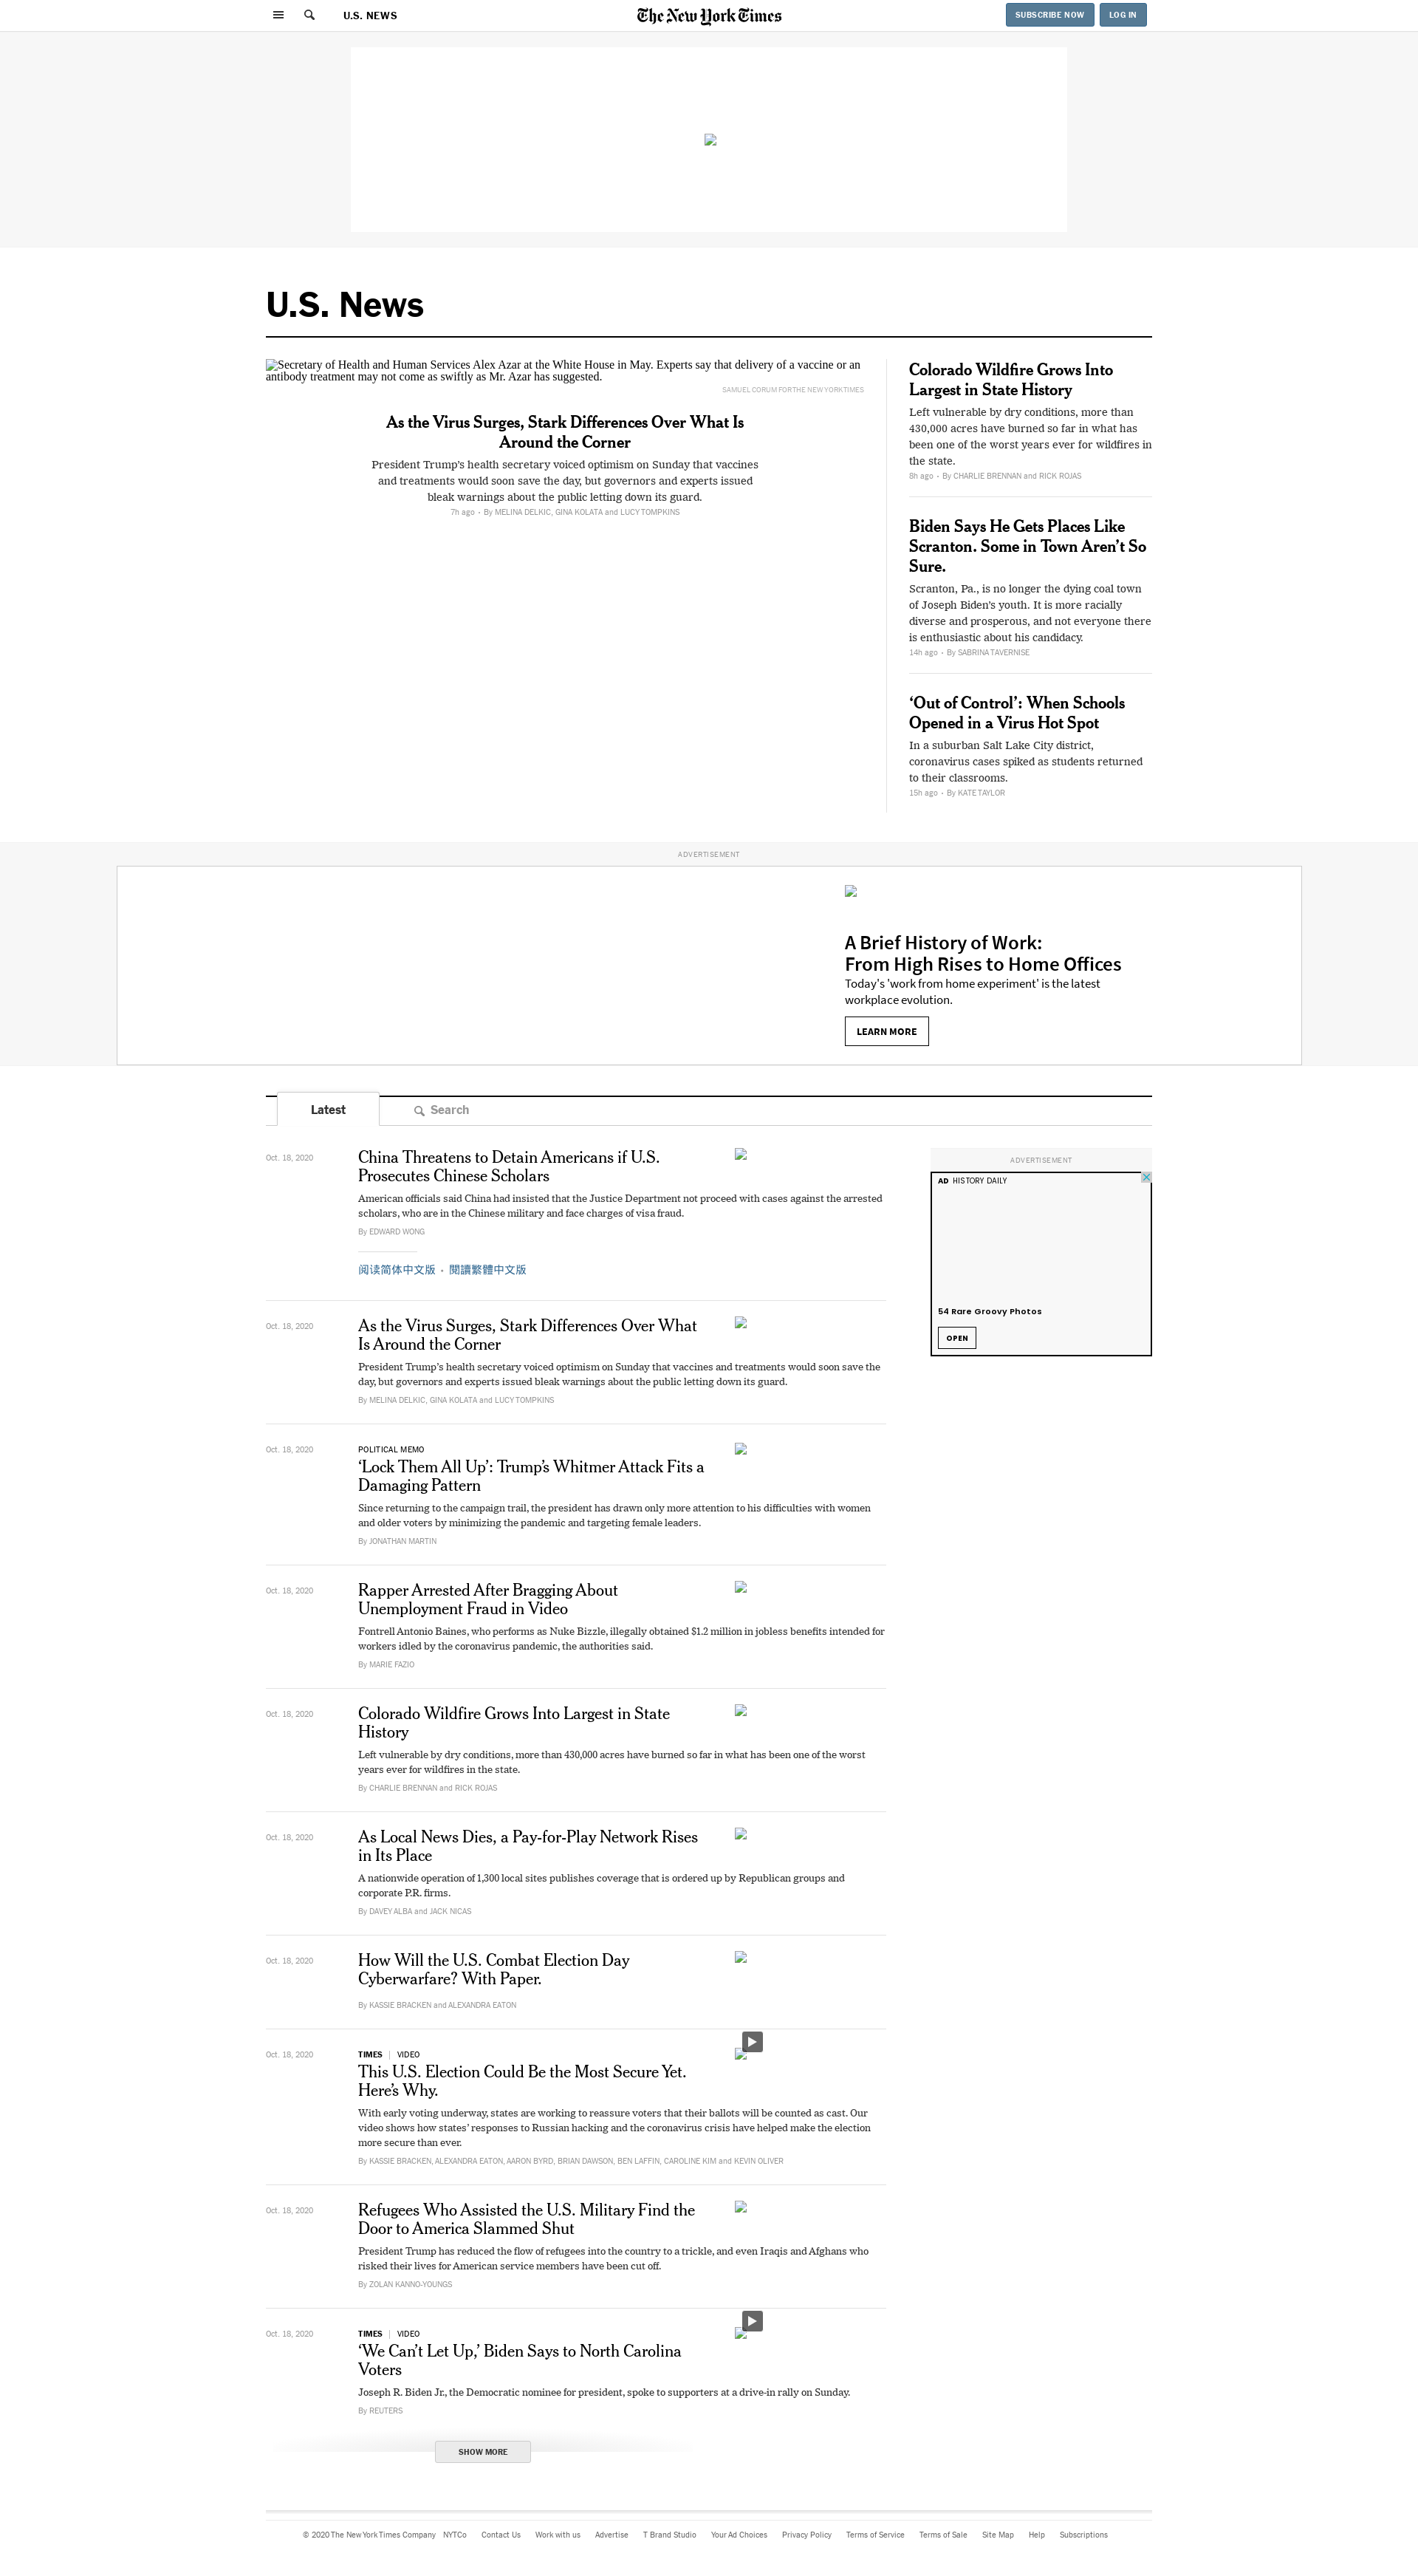 U.S. NEWS
The New York Times
SUBSCRIBE NOW
LOG IN
U.S. News
Secretary of Health and Human Services Alex Azar at the White House in May. Experts say that delivery of a vaccine or an
antibody treatment may not come as swiftly as Mr. Azar has suggested.
SAMUEL CORUM FOR THE NEW YORK TIMES
As the Virus Surges, Stark Differences Over What Is
Around the Corner
President Trump’s health secretary voiced optimism on Sunday that vaccines
and treatments would soon save the day, but governors and experts issued
bleak warnings about the public letting down its guard.
7h ago • By MELINA DELKIC, GINA KOLATA and LUCY TOMPKINS
Colorado Wildfire Grows Into
Largest in State History
Left vulnerable by dry conditions, more than
430,000 acres have burned so far in what has
been one of the worst years ever for wildfires in
the state.
8h ago • By CHARLIE BRENNAN and RICK ROJAS
Biden Says He Gets Places Like
Scranton. Some in Town Aren’t So
Sure.
Scranton, Pa., is no longer the dying coal town
of Joseph Biden’s youth. It is more racially
diverse and prosperous, and not everyone there
is enthusiastic about his candidacy.
14h ago • By SABRINA TAVERNISE
‘Out of Control’: When Schools
Opened in a Virus Hot Spot
In a suburban Salt Lake City district,
coronavirus cases spiked as students returned
to their classrooms.
15h ago • By KATE TAYLOR
ADVERTISEMENT
A Brief History of Work:
From High Rises to Home Offices
Today's 'work from home experiment' is the latest
workplace evolution.
LEARN MORE
Latest
Search
Oct. 18, 2020
China Threatens to Detain Americans if U.S.
Prosecutes Chinese Scholars
American officials said China had insisted that the Justice Department not proceed with cases against the arrested
scholars, who are in the Chinese military and face charges of visa fraud.
By EDWARD WONG
阅读简体中文版 • 閱讀繁體中文版
ADVERTISEMENT
AD HISTORY DAILY
54 Rare Groovy Photos
OPEN
Oct. 18, 2020
As the Virus Surges, Stark Differences Over What
Is Around the Corner
President Trump’s health secretary voiced optimism on Sunday that vaccines and treatments would soon save the
day, but governors and experts issued bleak warnings about the public letting down its guard.
By MELINA DELKIC, GINA KOLATA and LUCY TOMPKINS
Oct. 18, 2020
POLITICAL MEMO
‘Lock Them All Up’: Trump’s Whitmer Attack Fits a
Damaging Pattern
Since returning to the campaign trail, the president has drawn only more attention to his difficulties with women
and older voters by minimizing the pandemic and targeting female leaders.
By JONATHAN MARTIN
Oct. 18, 2020
Rapper Arrested After Bragging About
Unemployment Fraud in Video
Fontrell Antonio Baines, who performs as Nuke Bizzle, illegally obtained $1.2 million in jobless benefits intended for
workers idled by the coronavirus pandemic, the authorities said.
By MARIE FAZIO
Oct. 18, 2020
Colorado Wildfire Grows Into Largest in State
History
Left vulnerable by dry conditions, more than 430,000 acres have burned so far in what has been one of the worst
years ever for wildfires in the state.
By CHARLIE BRENNAN and RICK ROJAS
Oct. 18, 2020
As Local News Dies, a Pay-for-Play Network Rises
in Its Place
A nationwide operation of 1,300 local sites publishes coverage that is ordered up by Republican groups and
corporate P.R. firms.
By DAVEY ALBA and JACK NICAS
Oct. 18, 2020
How Will the U.S. Combat Election Day
Cyberwarfare? With Paper.
By KASSIE BRACKEN and ALEXANDRA EATON
Oct. 18, 2020
TIMES | VIDEO
This U.S. Election Could Be the Most Secure Yet.
Here’s Why.
With early voting underway, states are working to reassure voters that their ballots will be counted as cast. Our
video shows how states’ responses to Russian hacking and the coronavirus crisis have helped make the election
more secure than ever.
By KASSIE BRACKEN, ALEXANDRA EATON, AARON BYRD, BRIAN DAWSON, BEN LAFFIN, CAROLINE KIM and KEVIN OLIVER
Oct. 18, 2020
Refugees Who Assisted the U.S. Military Find the
Door to America Slammed Shut
President Trump has reduced the flow of refugees into the country to a trickle, and even Iraqis and Afghans who
risked their lives for American service members have been cut off.
By ZOLAN KANNO-YOUNGS
Oct. 18, 2020
TIMES | VIDEO
‘We Can’t Let Up,’ Biden Says to North Carolina
Voters
Joseph R. Biden Jr., the Democratic nominee for president, spoke to supporters at a drive-in rally on Sunday.
By REUTERS
SHOW MORE
© 2020 The New York Times Company NYTCo Contact Us Work with us Advertise T Brand Studio Your Ad Choices Privacy Policy Terms of Service Terms of Sale Site Map Help Subscriptions